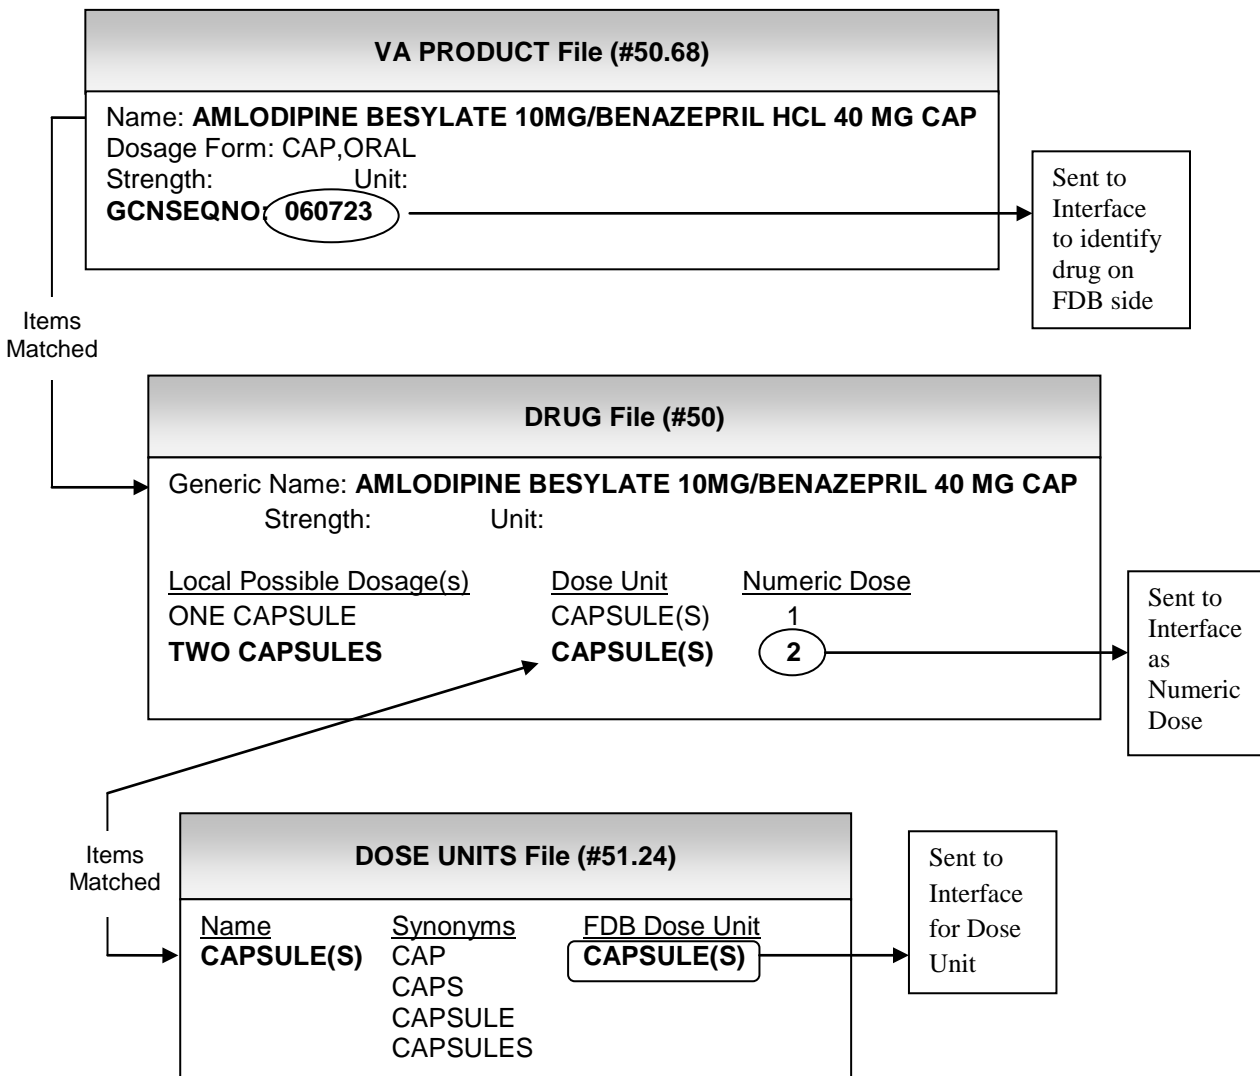 VA PRODUCT File (#50.68)
Name: AMLODIPINE BESYLATE 10MG/BENAZEPRIL HCL 40 MG CAP
Dosage Form: CAP,ORAL
Strength: Unit:
GCNSEQNO: 060723
Sent to
Interface
to identify
drug on
FDB side
Items
Matched
DRUG File (#50)
Generic Name: AMLODIPINE BESYLATE 10MG/BENAZEPRIL 40 MG CAP
Strength: Unit:
Local Possible Dosage(s) Dose Unit Numeric Dose
ONE CAPSULE CAPSULE(S) 1
TWO CAPSULES CAPSULE(S) 2
Sent to
Interface
as
Numeric
Dose
Items
Matched
DOSE UNITS File (#51.24)
Name Synonyms FDB Dose Unit
CAPSULE(S) CAP CAPSULE(S)
CAPS
CAPSULE
CAPSULES
Sent to
Interface
for Dose
Unit